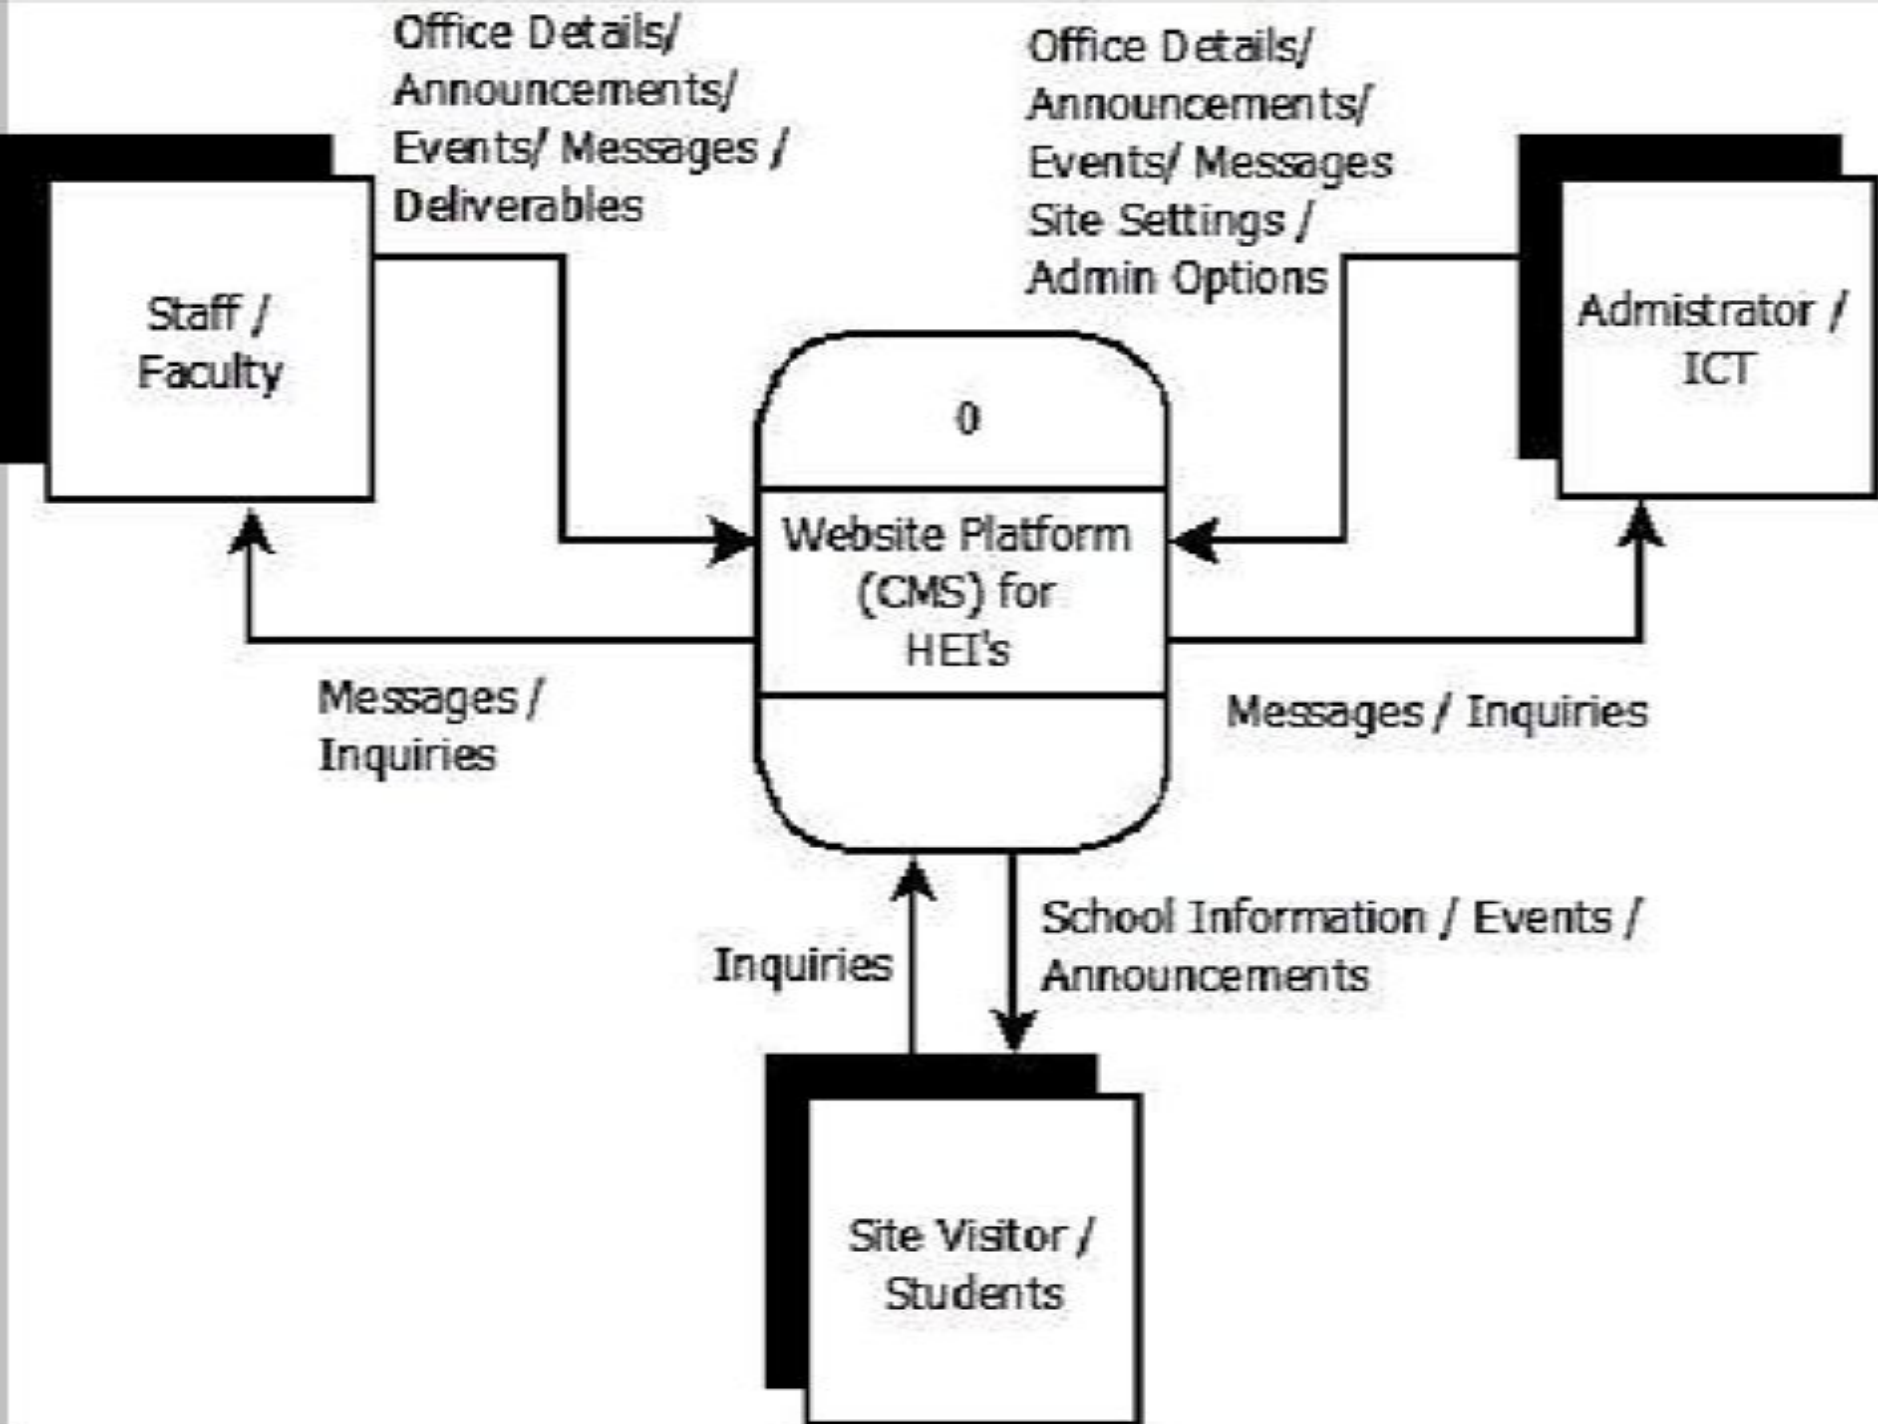 Office Details/
Announcements/
Events/ Messages /
Deliverables
Office Details/
Announcements/
Events/ Messages
Site Settings /
Admin Options
Staff /
Faculty
Admistrator /
ICT
0
Website Platform
(CMS) for
HEI's
Messages /
Inquiries
Messages / Inquiries
Inquiries
School Information / Events /
Announcements
Site Visitor /
Students